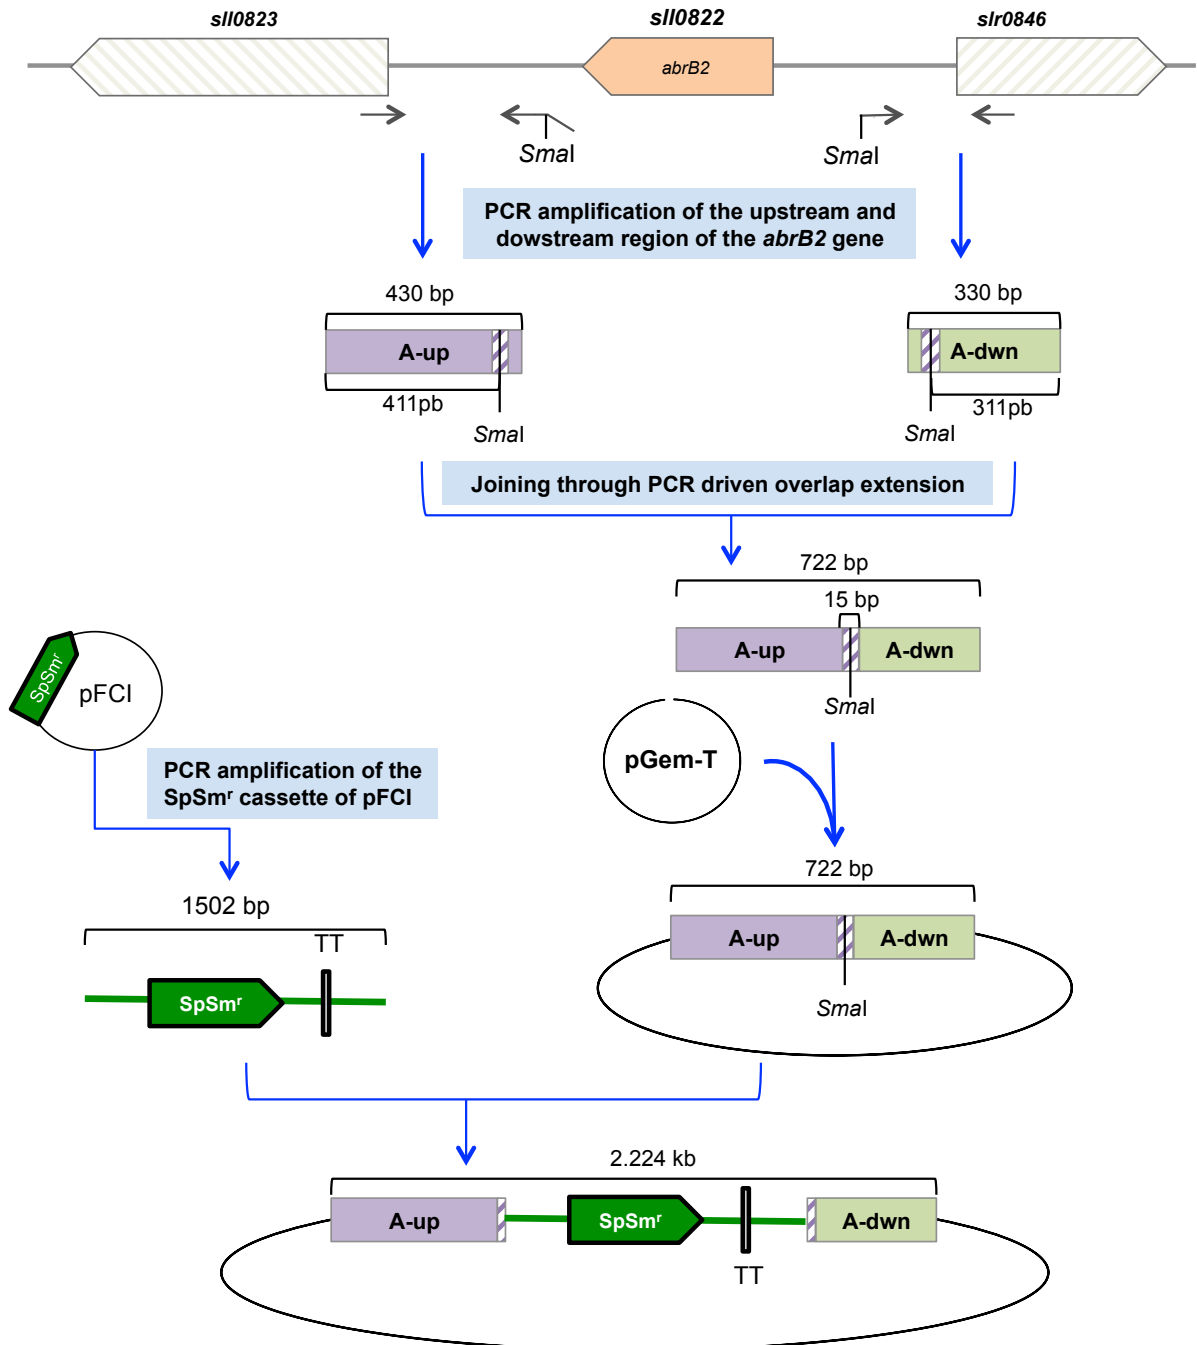 sll0823
sll0822
slr0846
abrB2
SmaI
SmaI
PCR amplification of the upstream and
dowstream region of the abrB2 gene
430 bp
330 bp
A-up
A-dwn
411pb
311pb
SmaI
SmaI
Joining through PCR driven overlap extension
722 bp
15 bp
A-up
A-dwn
SmaI
SpSmʳ
pFCI
pGem-T
PCR amplification of the
SpSmʳ cassette of pFCI
722 bp
1502 bp
TT
A-up
A-dwn
SpSmʳ
SmaI
2.224 kb
A-up
SpSmʳ
A-dwn
TT